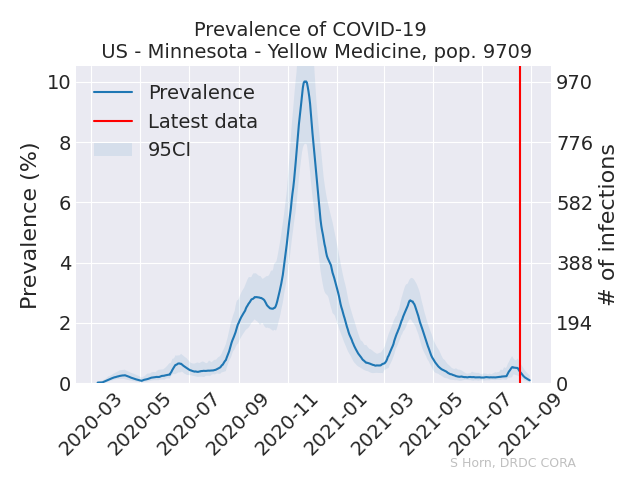 Prevalence of COVID-19
US - Minnesota - Yellow Medicine, pop. 9709
Prevalence
Latest data
95CI
Prevalence (%)
10
8
6
4
2
0
970
776
582
388
194
0
# of infections
2020-03
2020-05
2020-07
2020-09
2020-11
2021-01
2021-03
2021-05
2021-07
2021-09
S Horn, DRDC CORA